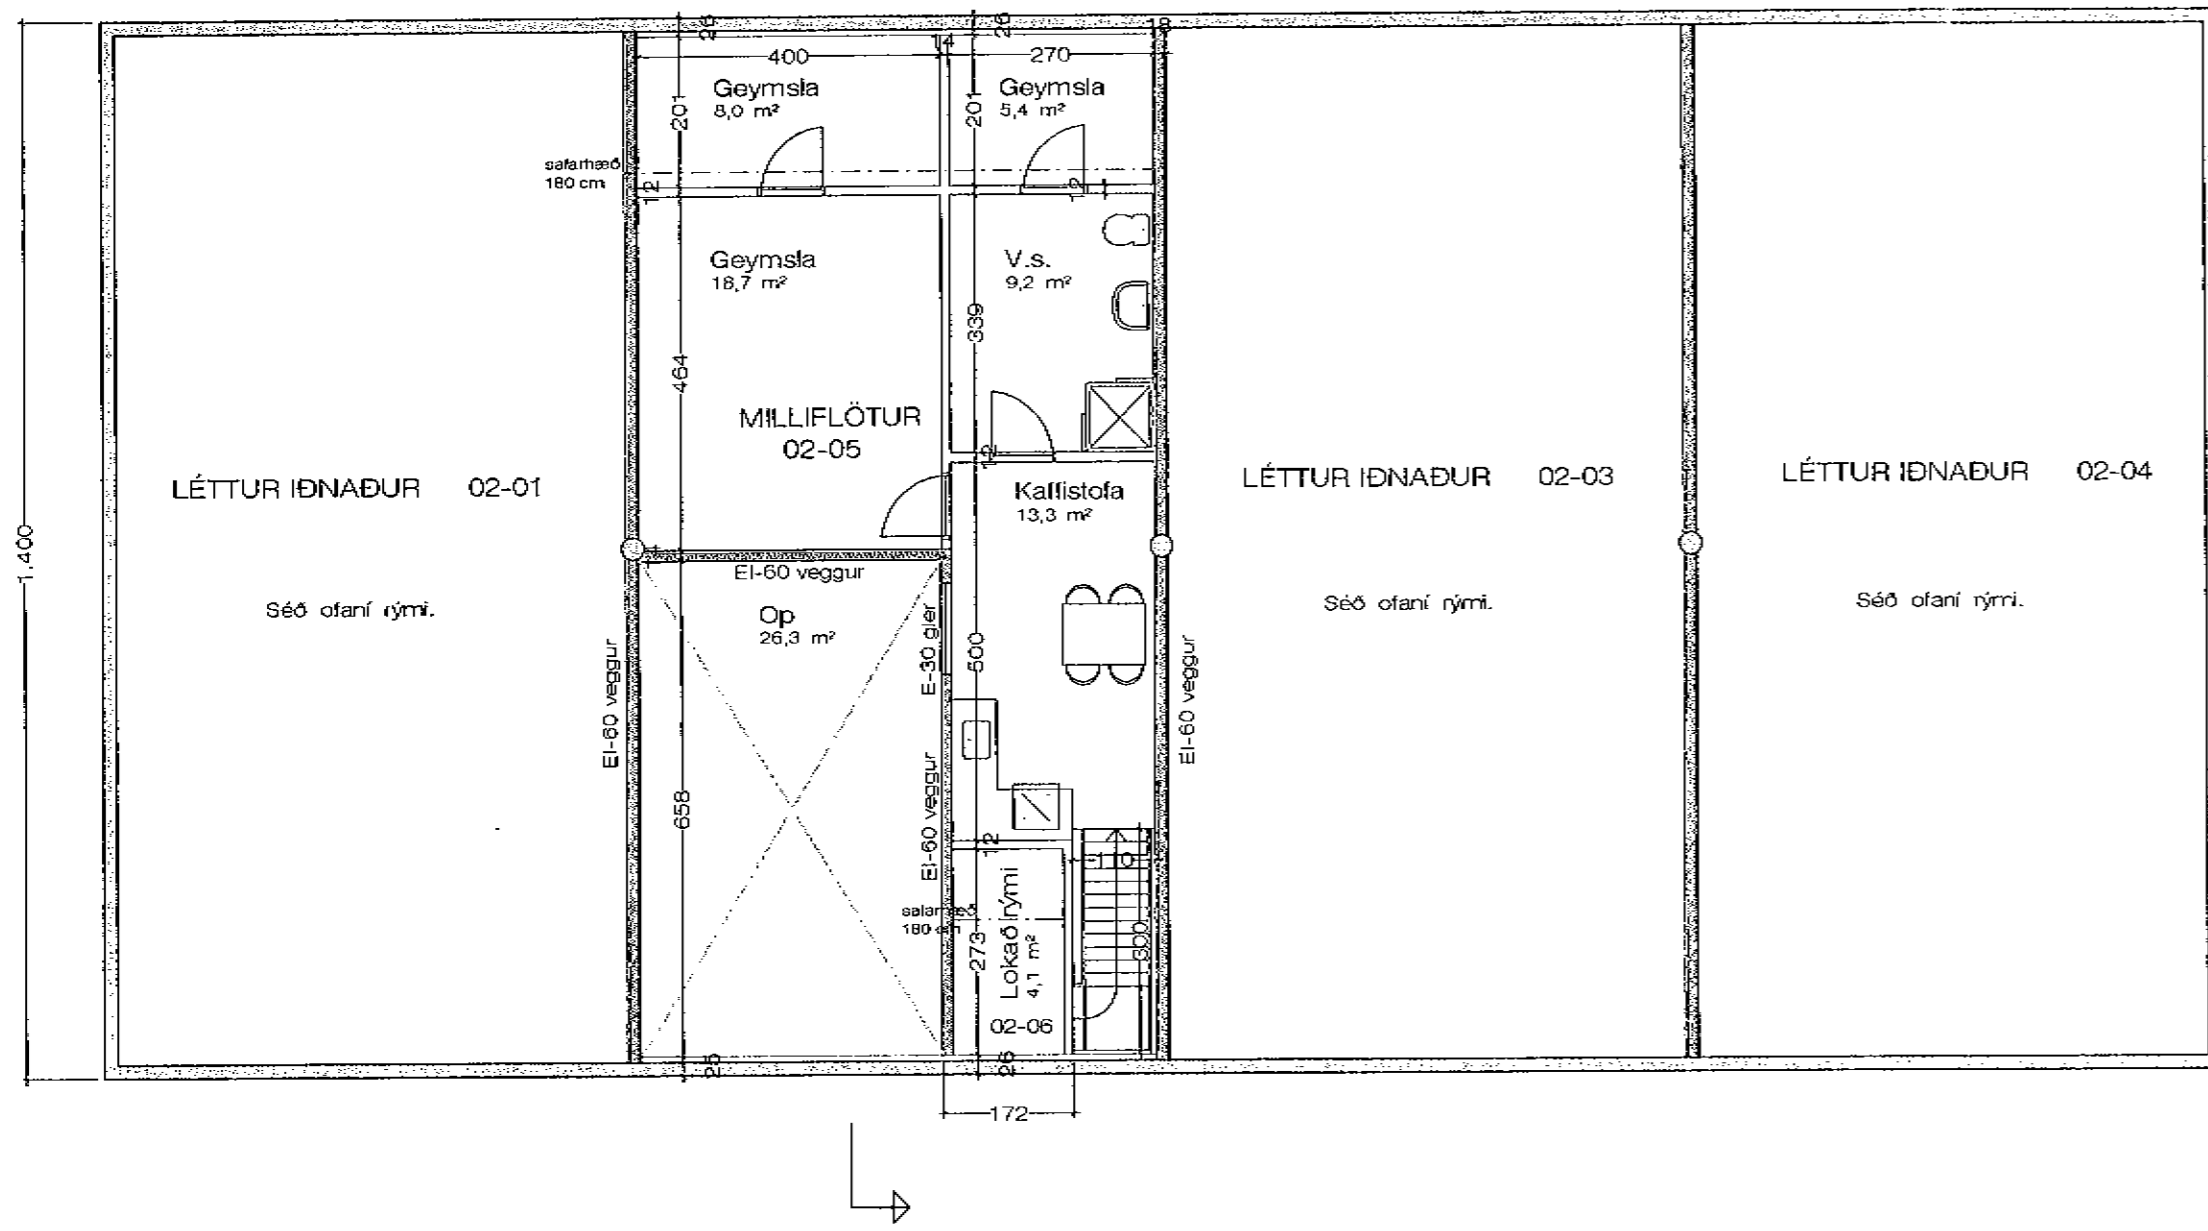 26
26
18
14
400
270
Geymsla
8,0 m²
Geymsla
5,4 m²
201
201
salarhæð
180 cm
12
12
Geymsla
18,7 m²
V.s.
9,2 m²
339
464
MILLIFLÖTUR
02-05
12
LÉTTUR IÐNAÐUR 02-01
Kaffistofa
13,3 m²
LÉTTUR IÐNAÐUR 02-03
LÉTTUR IÐNAÐUR 02-04
1.400
EI-60 veggur
Op
26,3 m²
Séð ofaní rými.
Séð ofaní rými.
Séð ofaní rými.
E-30 gler
500
EI-60 veggur
EI-60 veggur
658
EI-60 veggur
12
110
salarhæð
180 cm
273
Lokað rými
4,1 m²
300
02-06
25
26
172